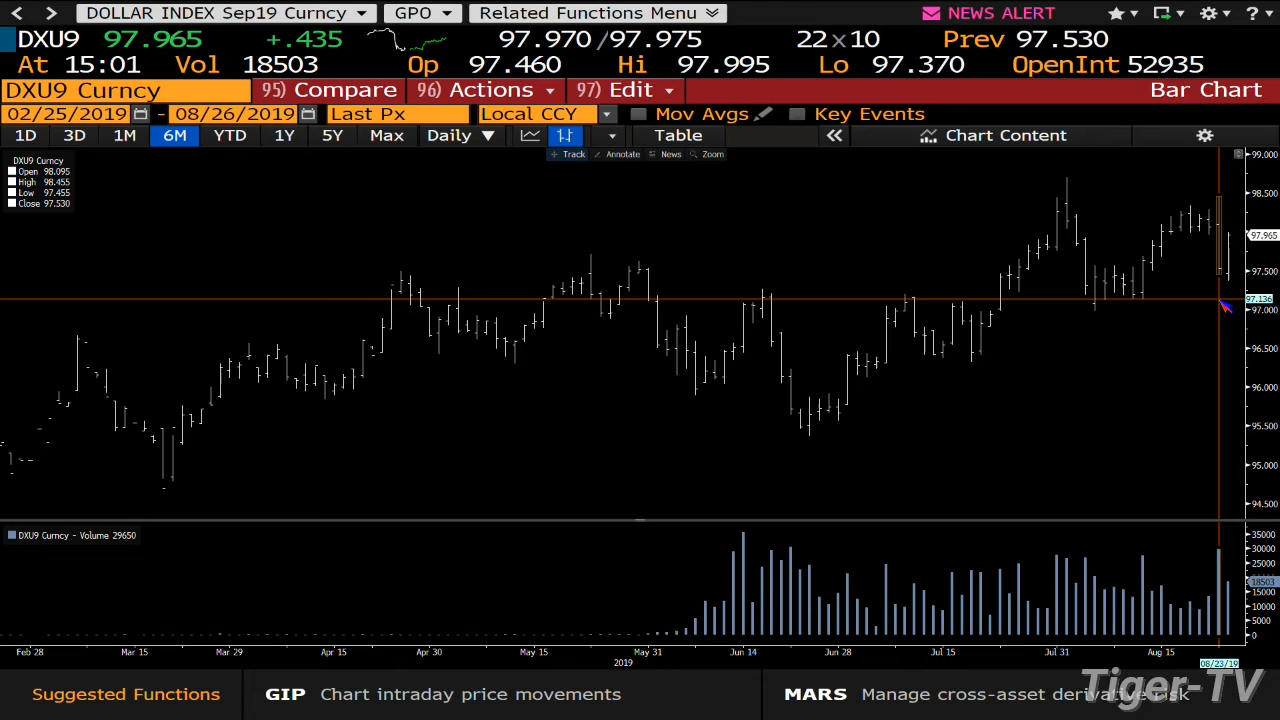 DOLLAR INDEX Sep19 Curncy GPO Related Functions Menu NEWS ALERT ?
DXU9 97.965 +.435 97.970/97.975 22x10 Prev 97.530
At 15:01 Vol 18503 Op 97.460 Hi 97.995 Lo 97.370 OpenInt 52935
DXU9 Curncy 95) Compare 96) Actions 97) Edit Bar Chart
02/25/2019 - 08/26/2019 Last Px Local CCY Mov Avgs Key Events
1D 3D 1M 6M YTD 1Y 5Y Max Daily Table Chart Content
Track Annotate News Zoom
DXU9 Curncy
Open 98.095
High 98.455
Low 97.455
Close 97.530
99.000
98.500
97.965
97.500
97.136
97.000
96.500
96.000
95.500
95.000
94.500
DXU9 Curncy - Volume 29650
35000
30000
18503
15000
10000
5000
0
Feb 28 Mar 15 Mar 29 Apr 15 Apr 30 May 15 May 31 Jun 14 Jun 28 Jul 15 Jul 31 Aug 15
2019 08/23/19
Suggested Functions GIP Chart intraday price movements MARS Manage cross-asset derivative risk
Tiger-TV